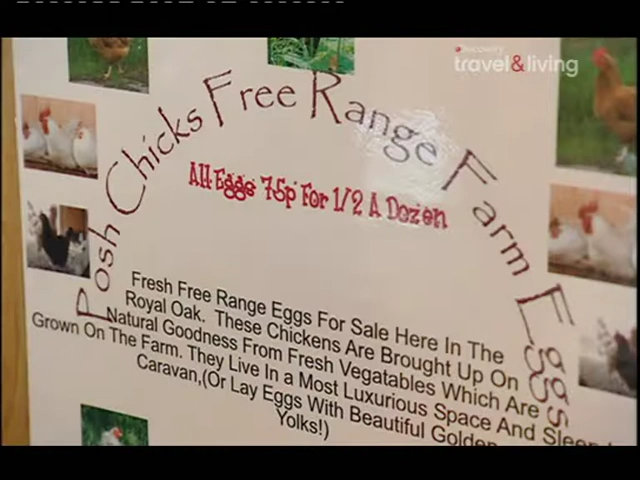 Discovery
travel&living
Posh Chicks Free Range Farm Eggs
All Eggs 75p For 1/2 A Dozen
Fresh Free Range Eggs For Sale Here In The
Royal Oak. These Chickens Are Brought Up On
Natural Goodness From Fresh Vegatables Which Are
Grown On The Farm. They Live In a Most Luxurious Space And Sleep
Caravan,(Or Lay Eggs With Beautiful Golden
Yolks!)